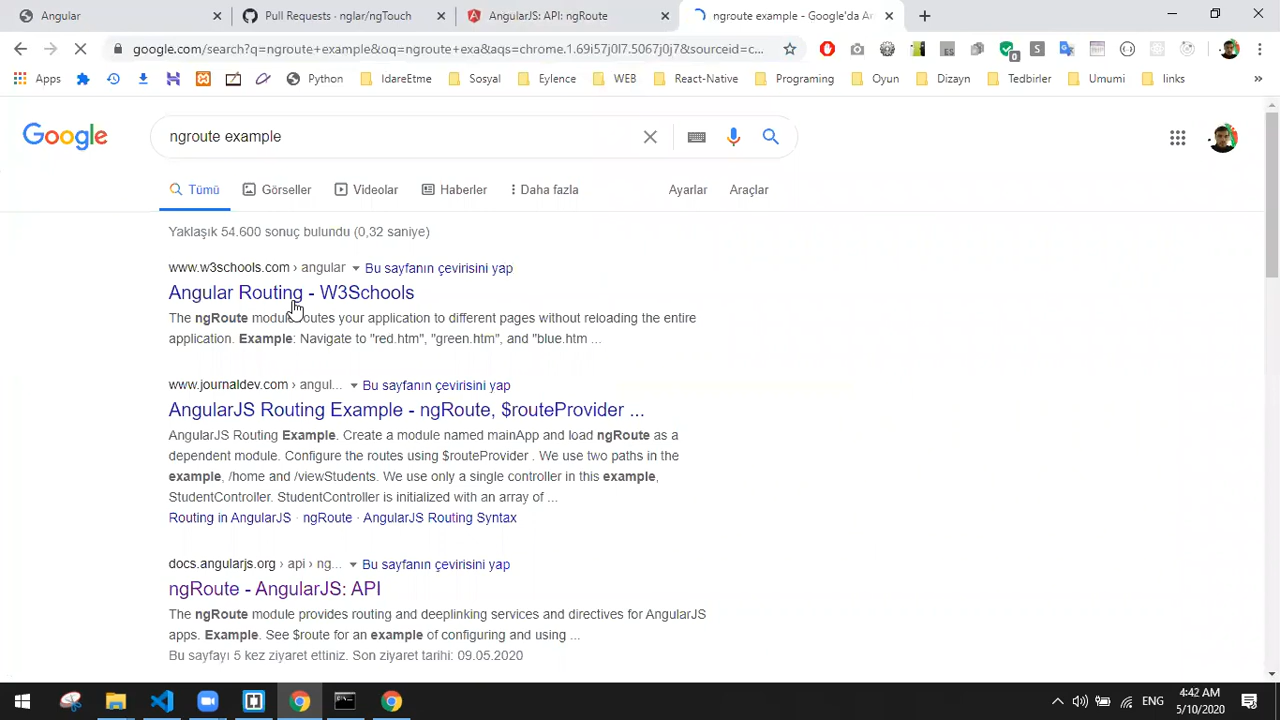 Angular
Pull Requests · nglar/ngTouch
AngularJS: API: ngRoute
ngroute example - Google'da A
google.com/search?q=ngroute+example&oq=ngroute+exa&aqs=chrome.1.69i57j0l7.5067j0j7&sourceid=c...
Apps
Python
IdareEtme
Sosyal
Eylence
WEB
React-Native
Programing
Oyun
Dizayn
Tedbirler
Umumi
links
»
Google
ngroute example
Tümü
Görseller
Videolar
Haberler
Daha fazla
Ayarlar
Araçlar
Yaklaşık 54.600 sonuç bulundu (0,32 saniye)
www.w3schools.com › angular Bu sayfanın çevirisini yap
Angular Routing - W3Schools
The ngRoute module routes your application to different pages without reloading the entire
application. Example: Navigate to "red.htm", "green.htm", and "blue.htm ...
www.journaldev.com › angul... Bu sayfanın çevirisini yap
AngularJS Routing Example - ngRoute, $routeProvider ...
AngularJS Routing Example. Create a module named mainApp and load ngRoute as a
dependent module. Configure the routes using $routeProvider . We use two paths in the
example, /home and /viewStudents. We use only a single controller in this example,
StudentController. StudentController is initialized with an array of ...
Routing in AngularJS · ngRoute · AngularJS Routing Syntax
docs.angularjs.org › api › ng... Bu sayfanın çevirisini yap
ngRoute - AngularJS: API
The ngRoute module provides routing and deeplinking services and directives for AngularJS
apps. Example. See $route for an example of configuring and using ...
Bu sayfayı 5 kez ziyaret ettiniz. Son ziyaret tarihi: 09.05.2020
ENG
4:42 AM
5/10/2020